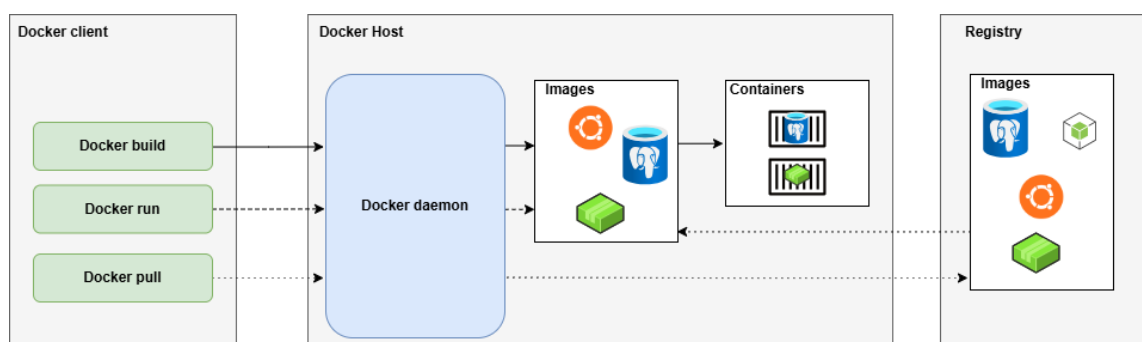 Docker client
Docker Host
Registry
Images
Containers
Images
Docker build
Docker run
Docker daemon
Docker pull